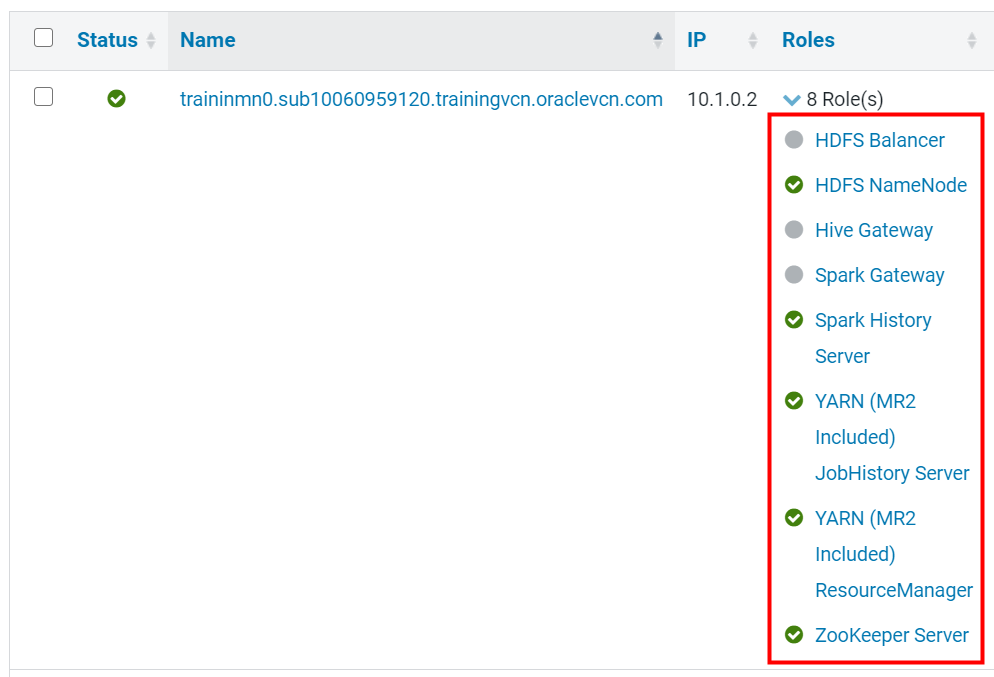 Status Name IP Roles
traininmn0.sub10060959120.trainingvcn.oraclevcn.com 10.1.0.2 8 Role(s)
HDFS Balancer
HDFS NameNode
Hive Gateway
Spark Gateway
Spark History
Server
YARN (MR2
Included)
JobHistory Server
YARN (MR2
Included)
ResourceManager
ZooKeeper Server